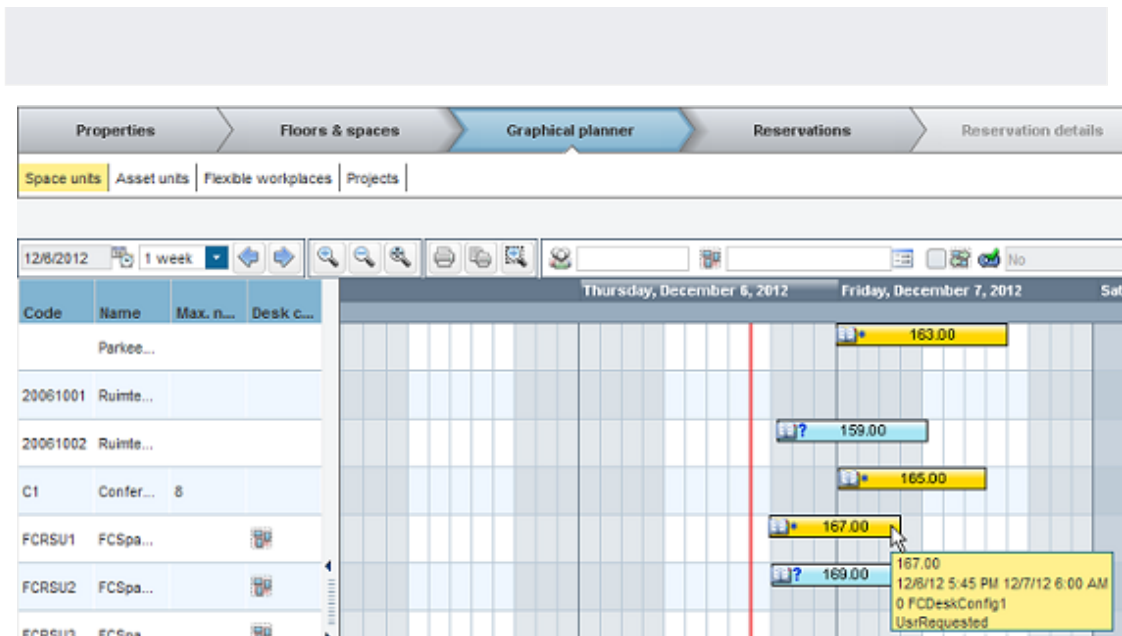 Properties Floors & spaces Graphical planner Reservations Reservation details
Space units Asset units Flexible workplaces Projects
12/6/2012 1 week No
Thursday, December 6, 2012 Friday, December 7, 2012 Sat
Code Name Max. n... Desk c...
Parkee... 163.00
20061001 Ruimte...
20061002 Ruimte... ? 159.00
C1 Confer... 8 165.00
FCRSU1 FCSpa... 167.00
FCRSU2 FCSpa... ? 169.00
167.00
12/6/12 5:45 PM 12/7/12 6:00 AM
0 FCDeskConfig1
UsrRequested
FCRSU3 FCSpa...